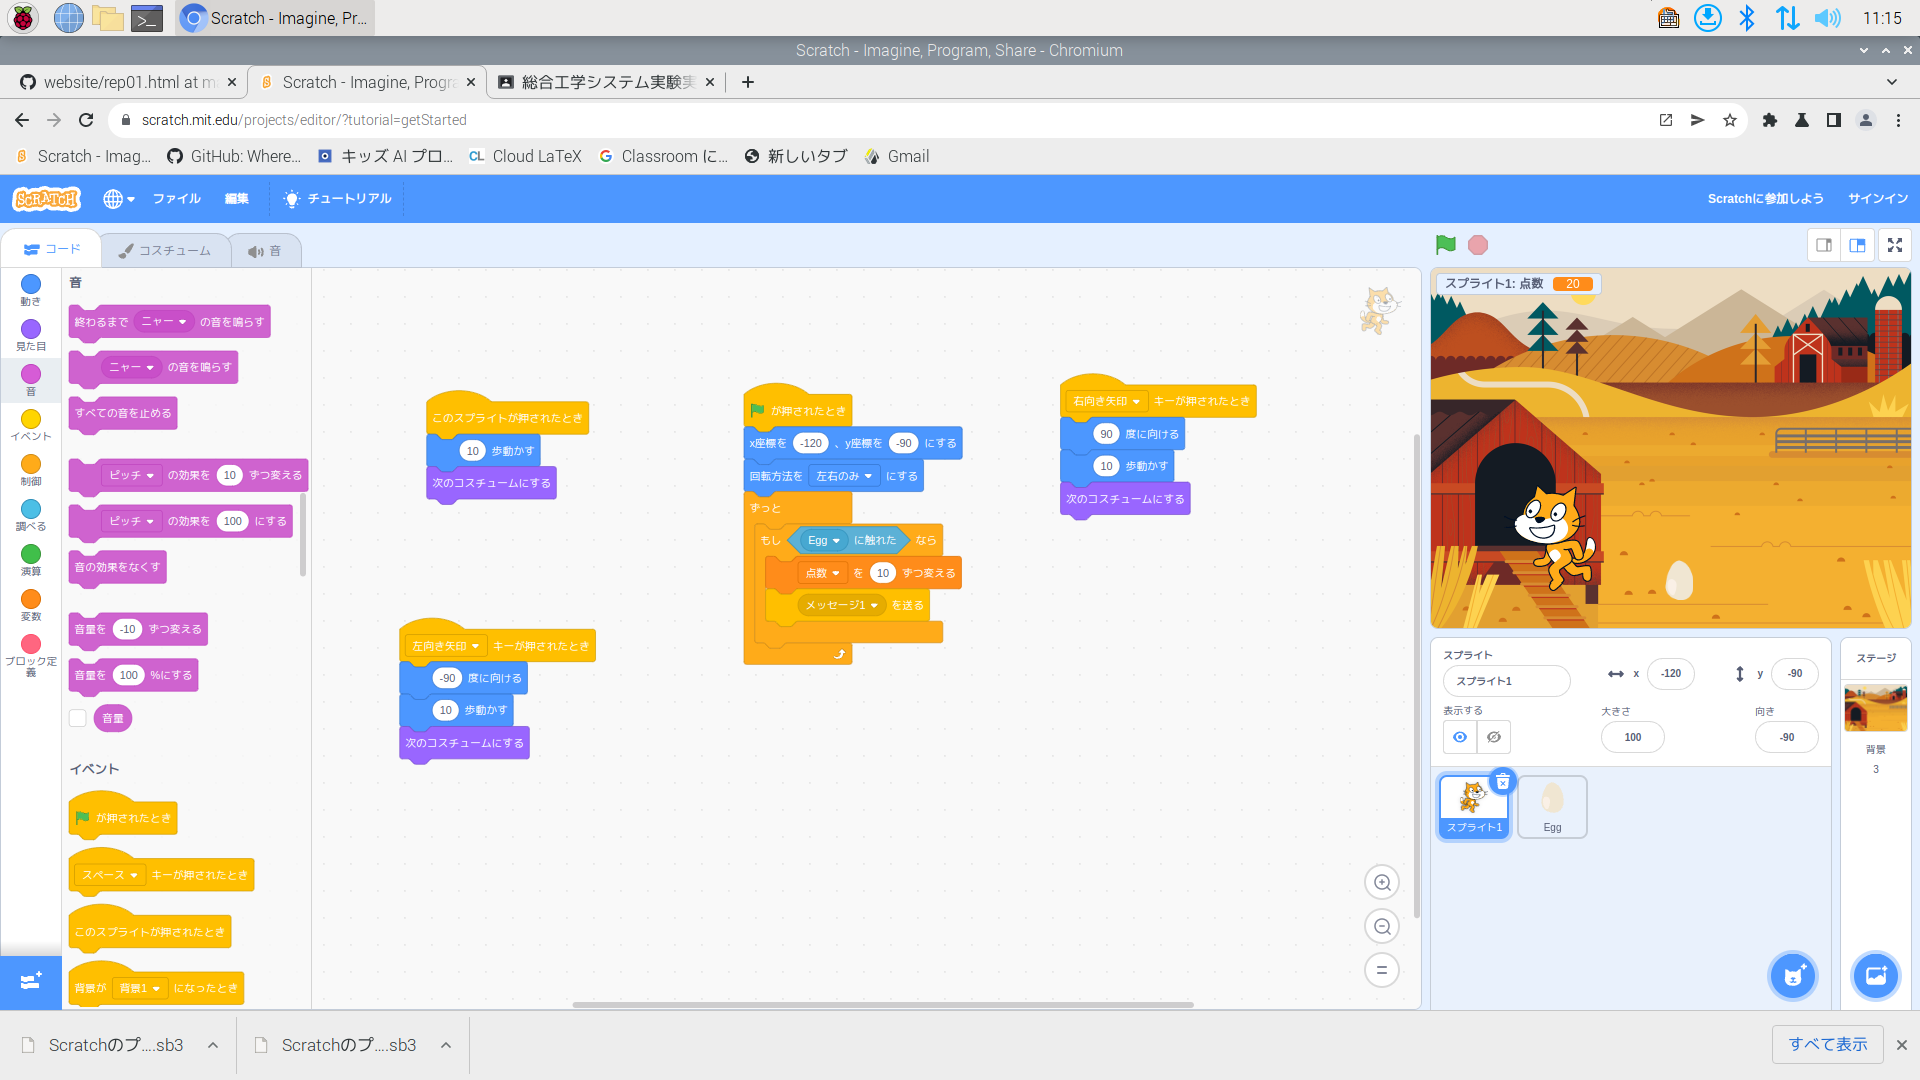 Scratch - Imagine, Pr...
11:15
Scratch - Imagine, Program, Share - Chromium
website/rep01.html at m
Scratch - Imagine, Progra
総合工学システム実験実
scratch.mit.edu/projects/editor/?tutorial=getStarted
Scratch - Imag...
GitHub: Where...
キッズ AI プロ...
CL Cloud LaTeX
Classroom に...
新しいタブ
Gmail
SCRATCH
ファイル
編集
チュートリアル
Scratchに参加しよう
サインイン
コード
コスチューム
音
動き
見た目
音
イベント
制御
調べる
演算
変数
ブロック定義
音
終わるまで ニャー の音を鳴らす
ニャー の音を鳴らす
すべての音を止める
ピッチ の効果を 10 ずつ変える
ピッチ の効果を 100 にする
音の効果をなくす
音量を -10 ずつ変える
音量を 100 %にする
音量
イベント
が押されたとき
スペース キーが押されたとき
このスプライトが押されたとき
背景が 背景1 になったとき
このスプライトが押されたとき
10 歩動かす
次のコスチュームにする
左向き矢印 キーが押されたとき
-90 度に向ける
10 歩動かす
次のコスチュームにする
が押されたとき
x座標を -120 、y座標を -90 にする
回転方法を 左右のみ にする
ずっと
もし Egg に触れた なら
点数 を 10 ずつ変える
メッセージ1 を送る
右向き矢印 キーが押されたとき
90 度に向ける
10 歩動かす
次のコスチュームにする
スプライト1: 点数 20
スプライト
スプライト1
x -120
y -90
表示する
大きさ
100
向き
-90
スプライト1
Egg
ステージ
背景
3
Scratchのプ....sb3
Scratchのプ....sb3
すべて表示